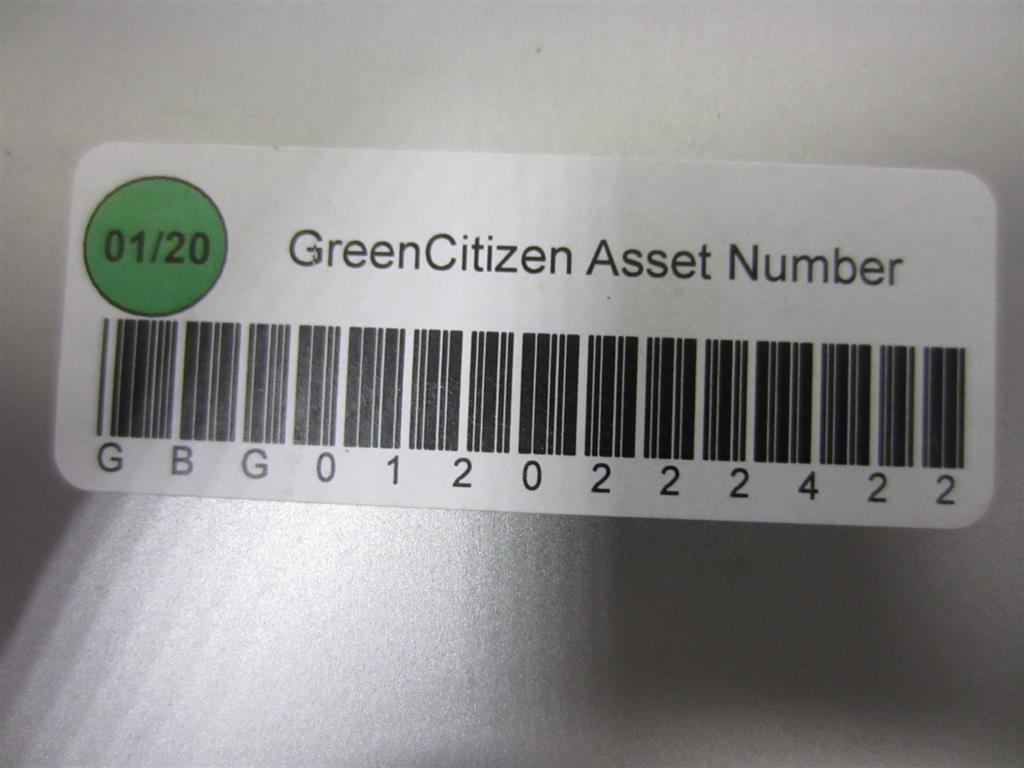 01/20
GreenCitizen Asset Number
G B G 0 1 2 0 2 2 2 4 2 2